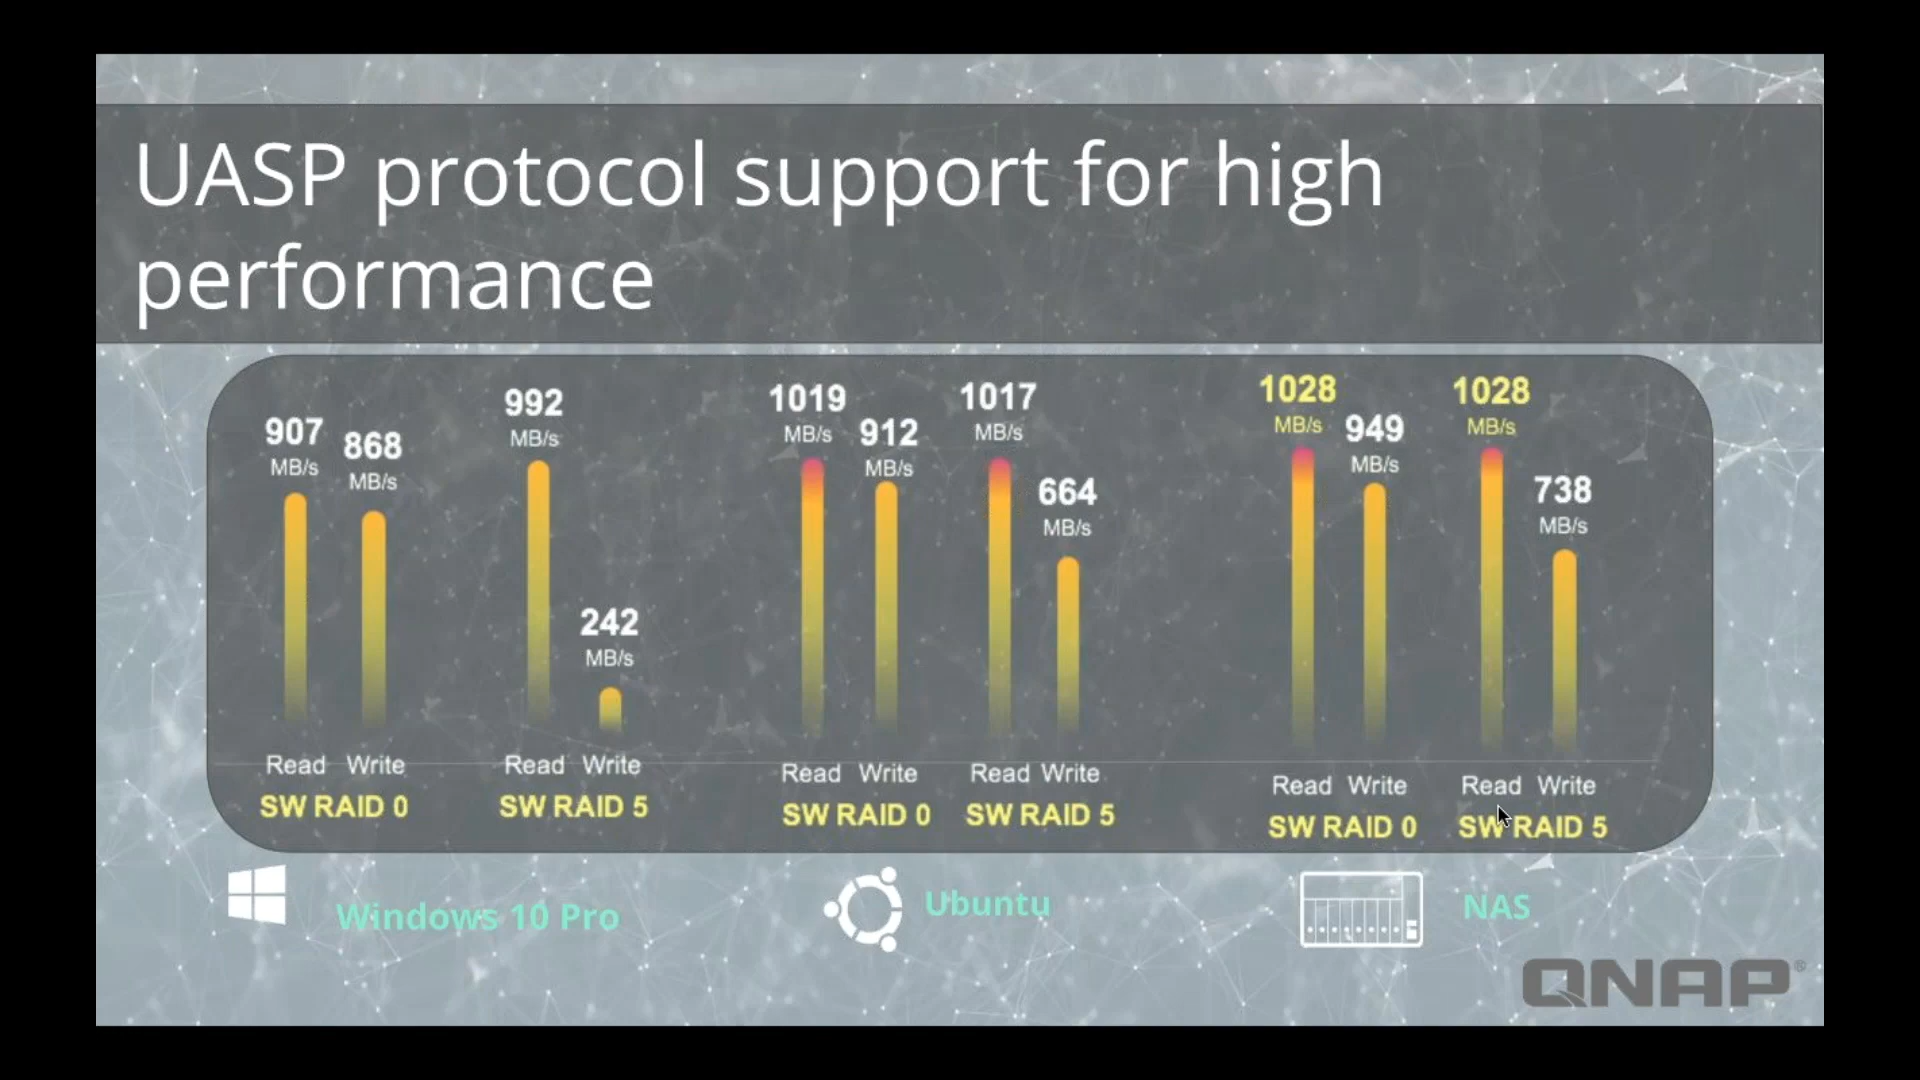 UASP protocol support for high
performance
907 MB/s
868 MB/s
992 MB/s
242 MB/s
1019 MB/s
912 MB/s
1017 MB/s
664 MB/s
1028 MB/s
949 MB/s
1028 MB/s
738 MB/s
Read Write
SW RAID 0
Read Write
SW RAID 5
Read Write
SW RAID 0
Read Write
SW RAID 5
Read Write
SW RAID 0
Read Write
SW RAID 5
Windows 10 Pro
Ubuntu
NAS
QNAP®